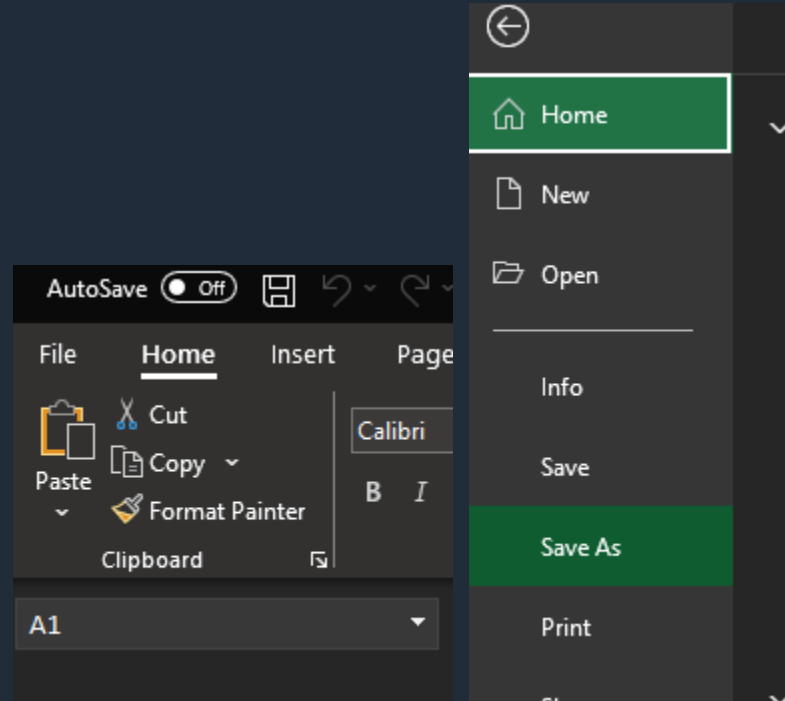 AutoSave Off
File Home Insert Page
Cut
Copy
Paste
Format Painter
Clipboard
Calibri
B I
A1
Home
New
Open
Info
Save
Save As
Print